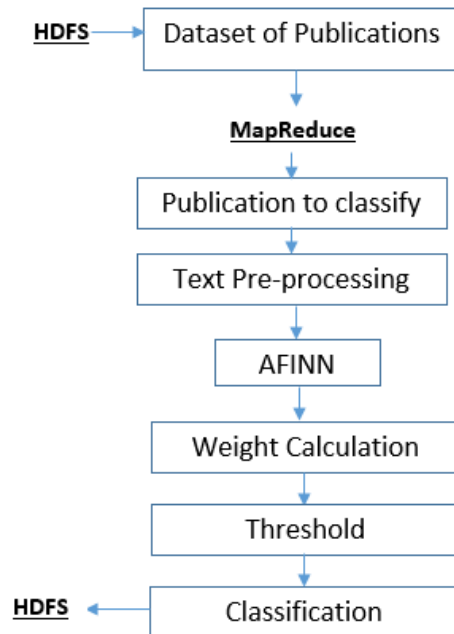 HDFS
Dataset of Publications
MapReduce
Publication to classify
Text Pre-processing
AFINN
Weight Calculation
Threshold
HDFS
Classification